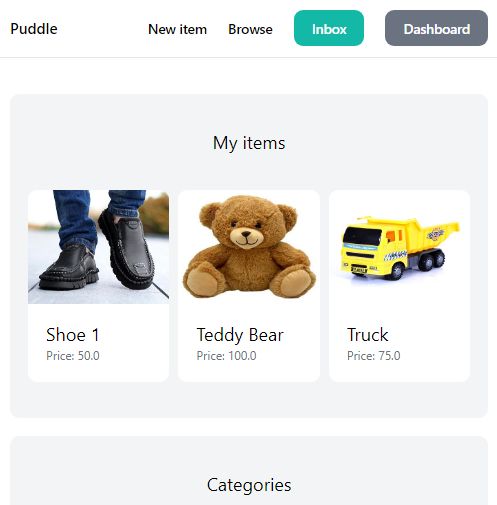 Puddle
New item
Browse
Inbox
Dashboard
My items
Shoe 1
Price: 50.0
Teddy Bear
Price: 100.0
Truck
Price: 75.0
Categories